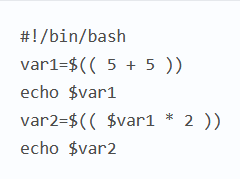 #!/bin/bash
var1=$(( 5 + 5 ))
echo $var1
var2=$(( $var1 * 2 ))
echo $var2